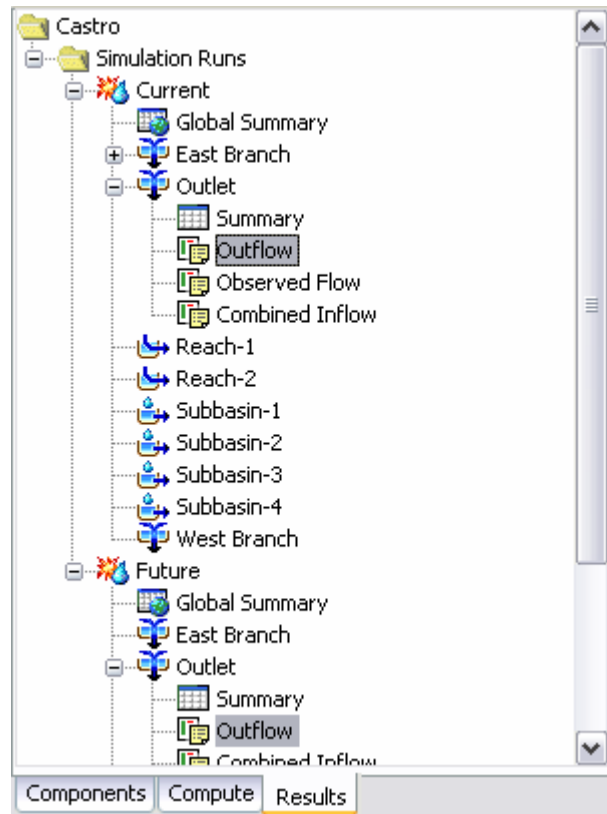 Castro
Simulation Runs
Current
Global Summary
East Branch
Outlet
Summary
Outflow
Observed Flow
Combined Inflow
Reach-1
Reach-2
Subbasin-1
Subbasin-2
Subbasin-3
Subbasin-4
West Branch
Future
Global Summary
East Branch
Outlet
Summary
Outflow
Combined Inflow
Components Compute Results